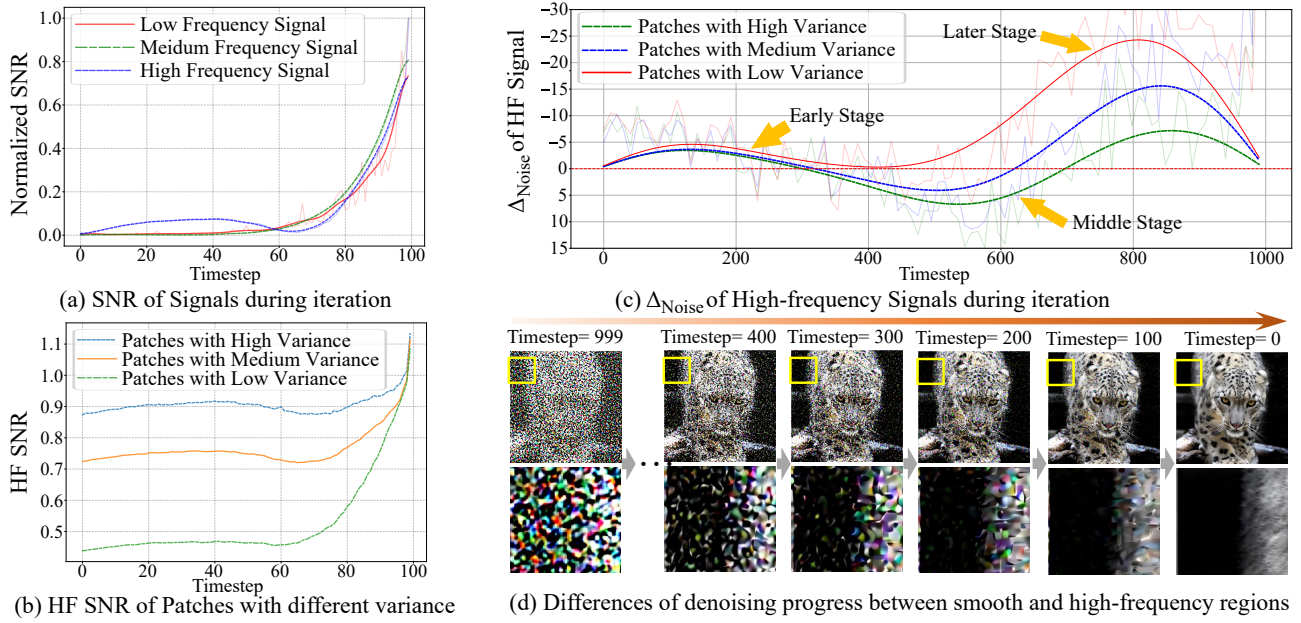 Low Frequency Signal
Meidum Frequency Signal
High Frequency Signal
Normalized SNR
1.0
0.8
0.6
0.4
0.2
0.0
0 20 40 60 80 100
Timestep
(a) SNR of Signals during iteration
Patches with High Variance
Patches with Medium Variance
Patches with Low Variance
HF SNR
1.1
1.0
0.9
0.8
0.7
0.6
0.5
0 20 40 60 80 100
Timestep
(b) HF SNR of Patches with different variance
Patches with High Variance
Patches with Medium Variance
Patches with Low Variance
Later Stage
Early Stage
Middle Stage
Δ_Noise of HF Signal
−30
−25
−20
−15
−10
−5
0
5
10
15
0 200 400 600 800 1000
Timestep
(c) Δ_Noise of High-frequency Signals during iteration
Timestep= 999 Timestep= 400 Timestep= 300 Timestep= 200 Timestep= 100 Timestep= 0
...
(d) Differences of denoising progress between smooth and high-frequency regions